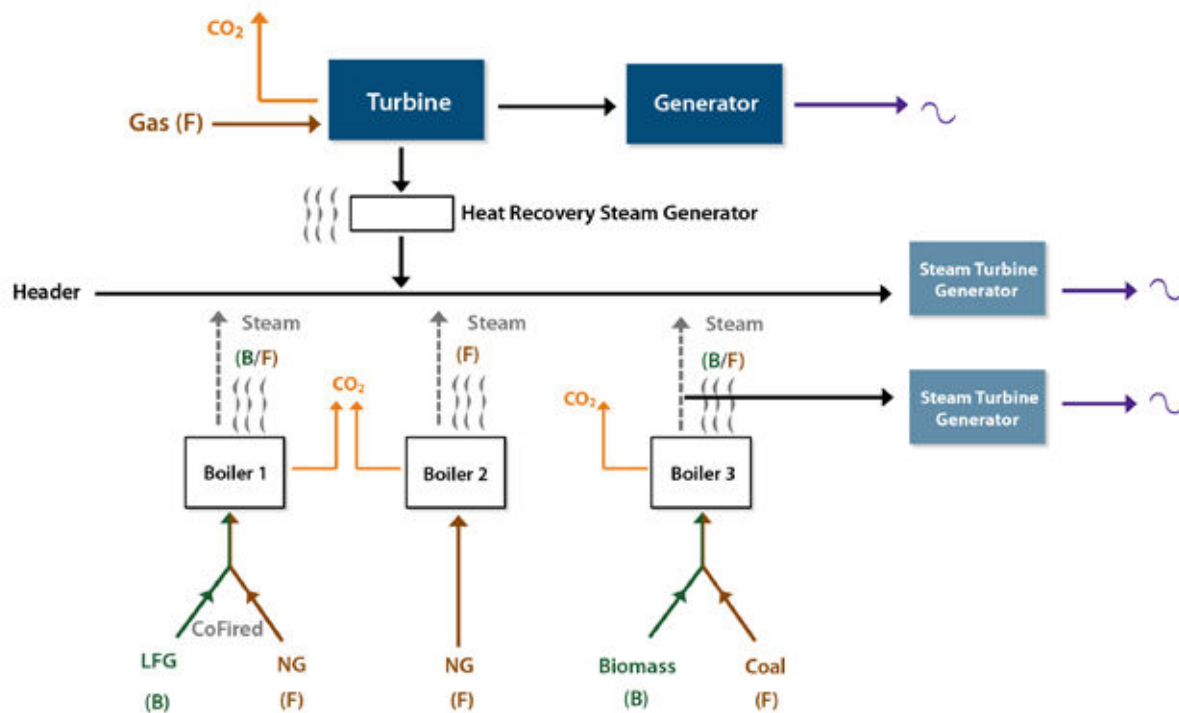 CO₂
Turbine
Generator
Gas (F)
Heat Recovery Steam Generator
Header
Steam Turbine
Generator
Steam
Steam
Steam
(B/F)
(F)
(B/F)
CO₂
CO₂
Steam Turbine
Generator
Boiler 1
Boiler 2
Boiler 3
CoFired
LFG
NG
NG
Biomass
Coal
(B)
(F)
(F)
(B)
(F)